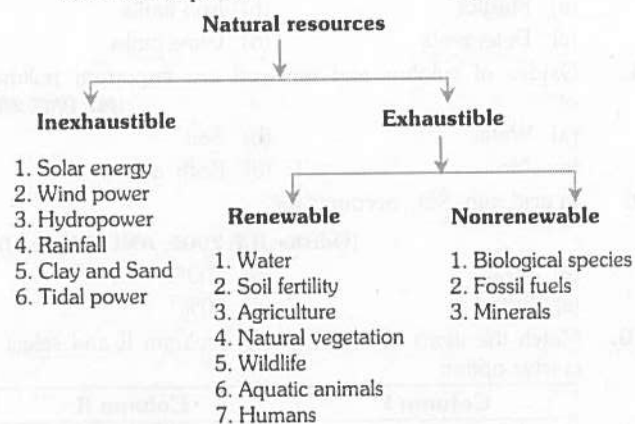 Natural resources
Inexhaustible
1. Solar energy
2. Wind power
3. Hydropower
4. Rainfall
5. Clay and Sand
6. Tidal power
Exhaustible
Renewable
1. Water
2. Soil fertility
3. Agriculture
4. Natural vegetation
5. Wildlife
6. Aquatic animals
7. Humans
Nonrenewable
1. Biological species
2. Fossil fuels
3. Minerals